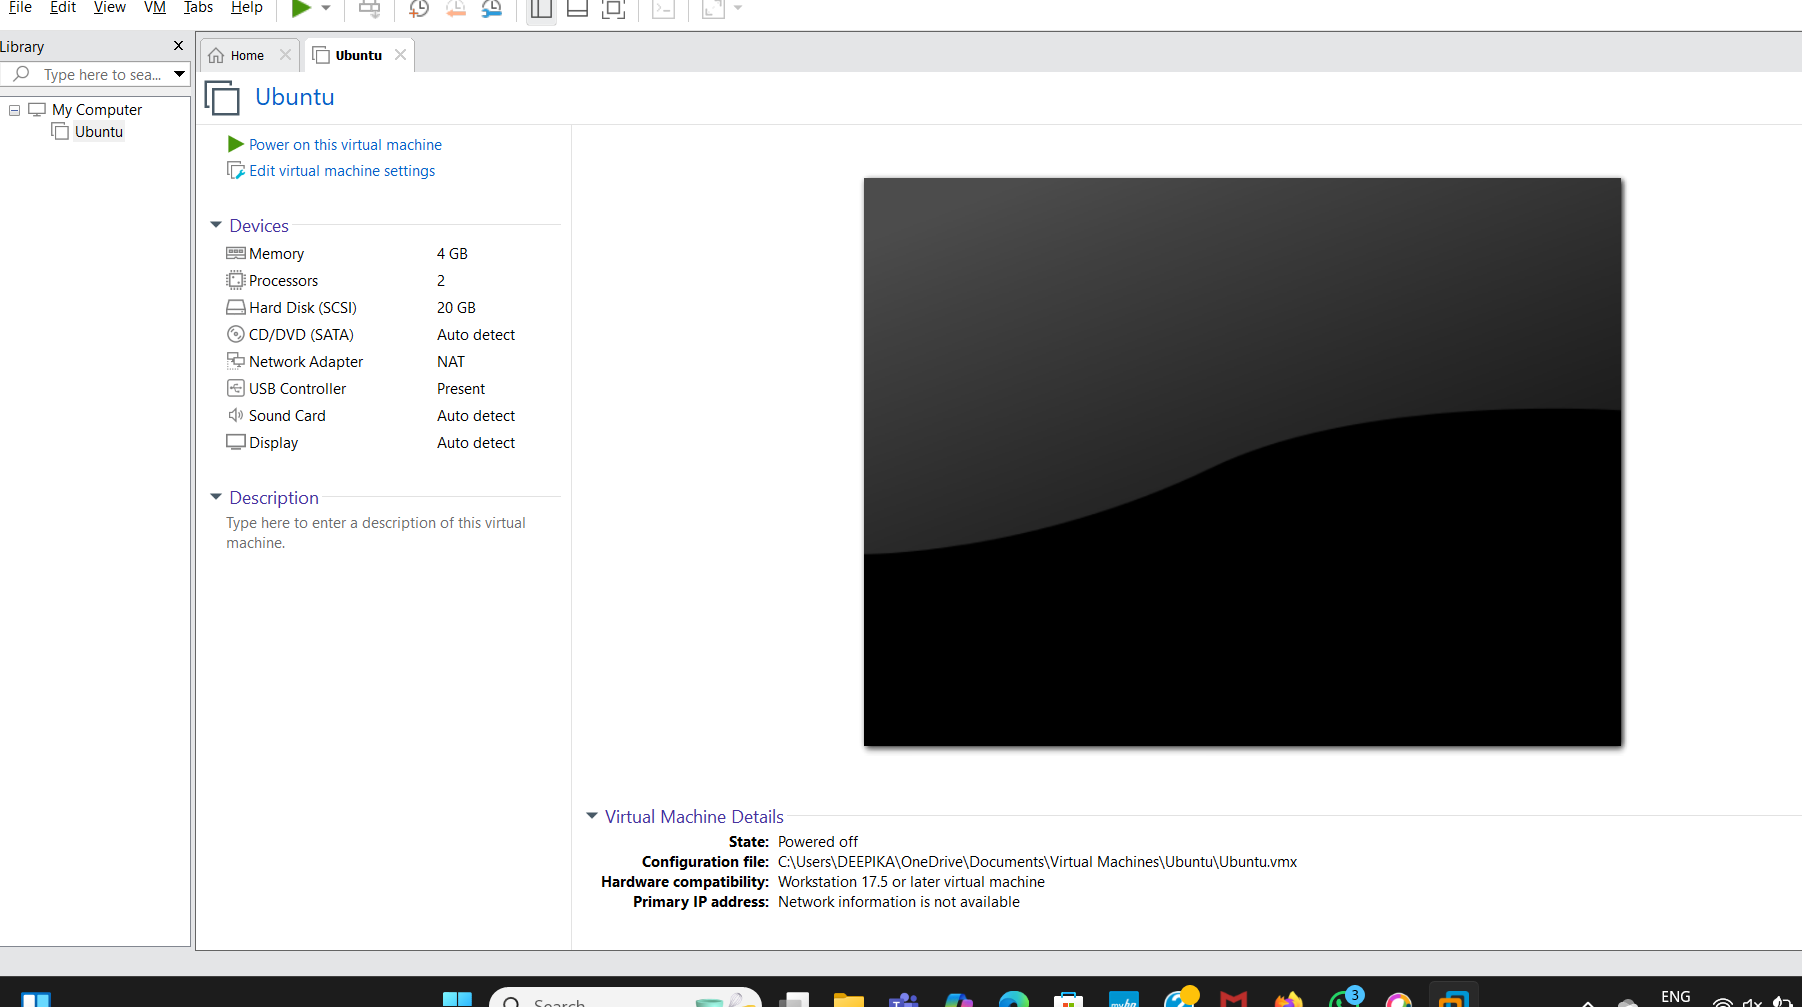 File Edit View VM Tabs Help
Library
Type here to sea...
My Computer
Ubuntu
Home
Ubuntu
Ubuntu
Power on this virtual machine
Edit virtual machine settings
Devices
Memory 4 GB
Processors 2
Hard Disk (SCSI) 20 GB
CD/DVD (SATA) Auto detect
Network Adapter NAT
USB Controller Present
Sound Card Auto detect
Display Auto detect
Description
Type here to enter a description of this virtual
machine.
Virtual Machine Details
State: Powered off
Configuration file: C:\Users\DEEPIKA\OneDrive\Documents\Virtual Machines\Ubuntu\Ubuntu.vmx
Hardware compatibility: Workstation 17.5 or later virtual machine
Primary IP address: Network information is not available
Search
3
ENG